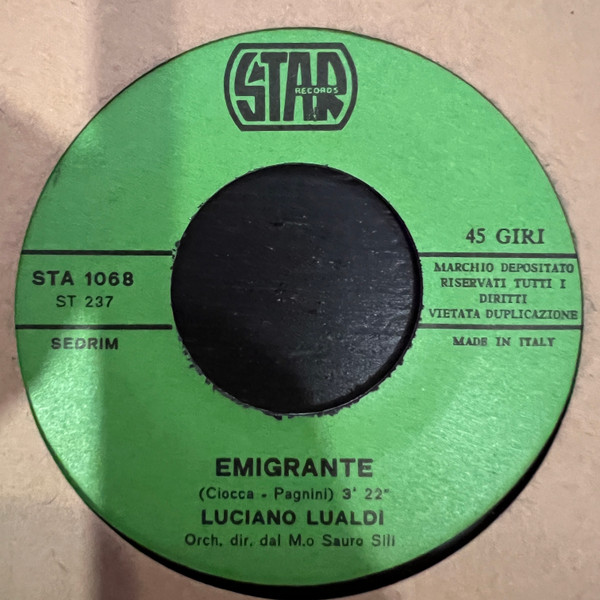 STAR
RECORDS
45 GIRI
STA 1068
ST 237
SEDRIM
MARCHIO DEPOSITATO
RISERVATI TUTTI I
DIRITTI
VIETATA DUPLICAZIONE
MADE IN ITALY
EMIGRANTE
(Ciocca - Pagnini) 3' 22"
LUCIANO LUALDI
Orch. dir. dal M.o Sauro Sili